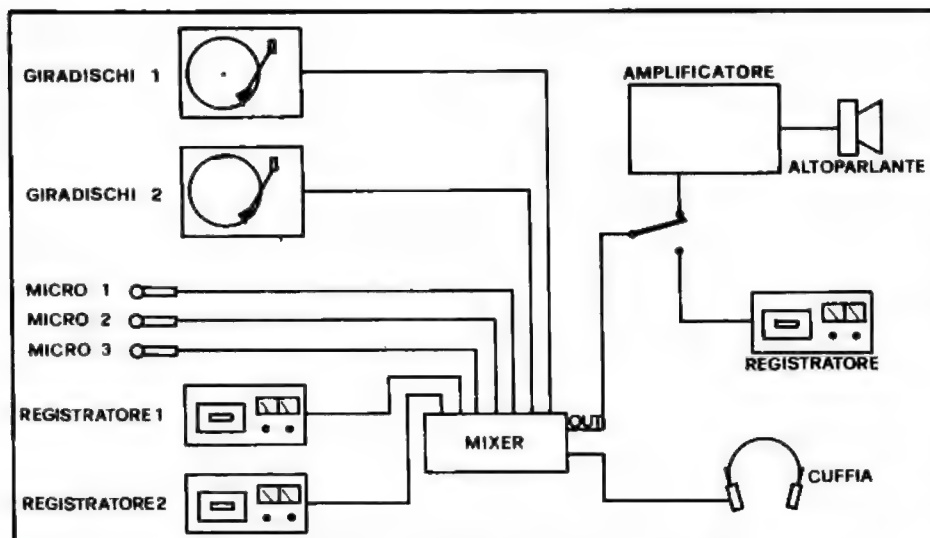 GIRADISCHI 1
GIRADISCHI 2
MICRO 1
MICRO 2
MICRO 3
REGISTRATORE 1
REGISTRATORE 2
MIXER
OUT
AMPLIFICATORE
ALTOPARLANTE
REGISTRATORE
CUFFIA